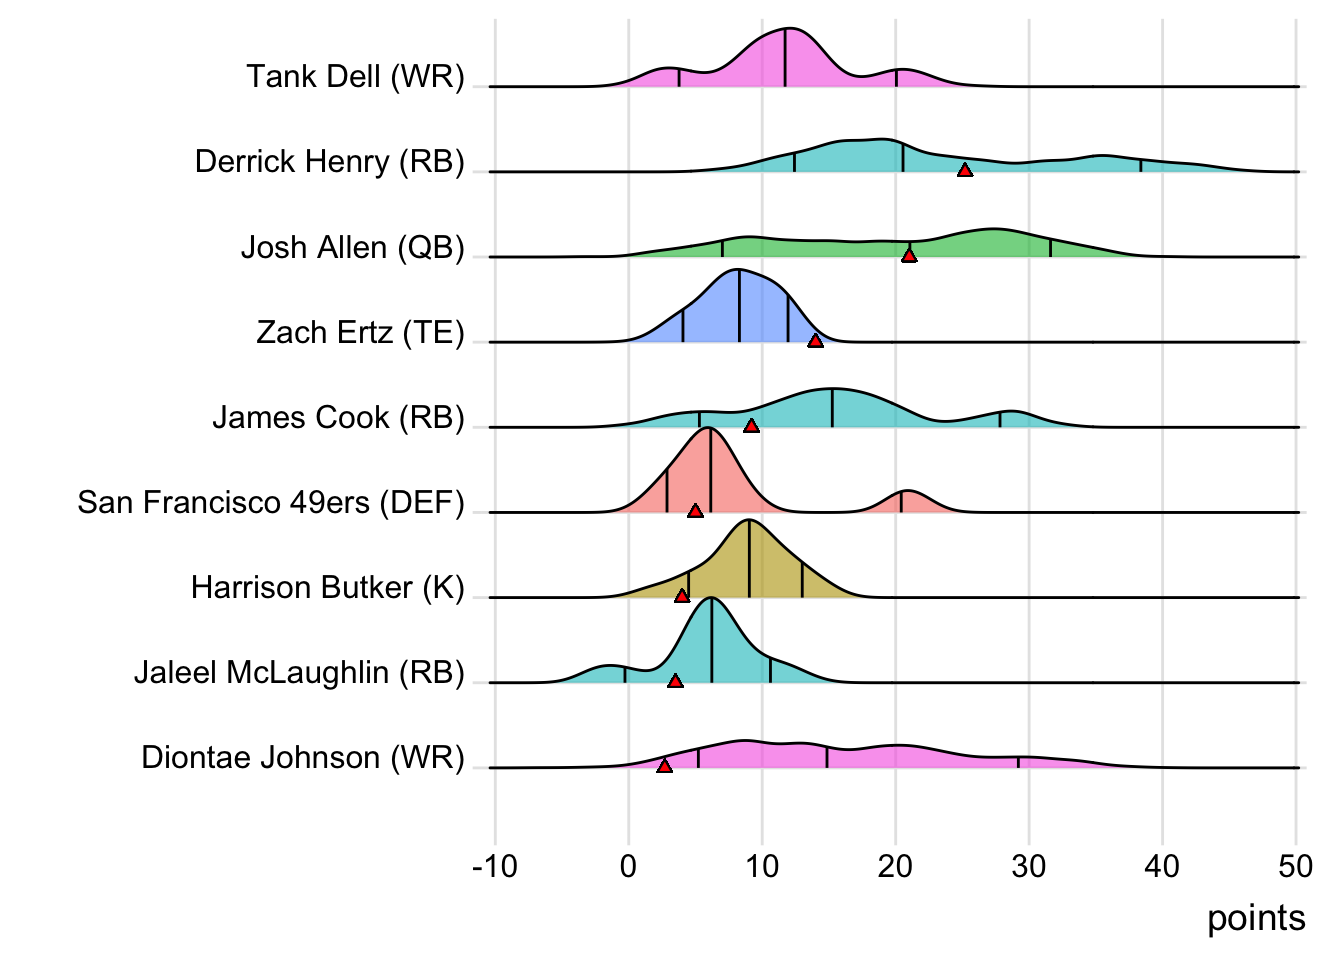 Tank Dell (WR)
Derrick Henry (RB)
Josh Allen (QB)
Zach Ertz (TE)
James Cook (RB)
San Francisco 49ers (DEF)
Harrison Butker (K)
Jaleel McLaughlin (RB)
Diontae Johnson (WR)
-10 0 10 20 30 40 50
points